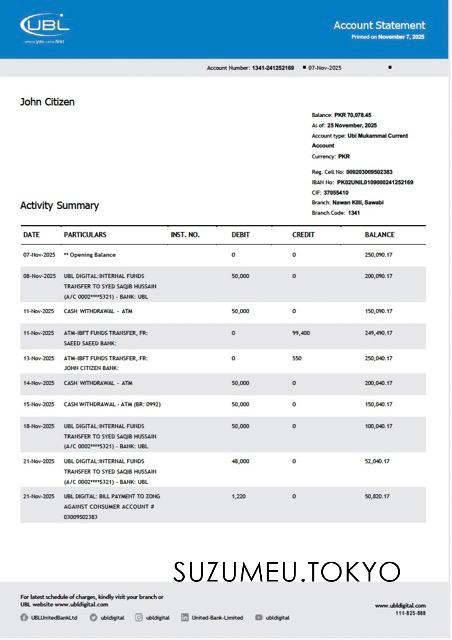 UBL
where you come first
Account Statement
Printed on November 7, 2025
Account Number: 1341-241252169 ■ 07-Nov-2025 ■
John Citizen
Balance: PKR 70,078.45
As of: 25 November, 2025
Account type: Ubl Mukammal Current
Account
Currency: PKR
Reg. Cell No: 009203009502383
IBAN No: PK02UNIL0109000241252169
CIF: 37055410
Branch: Nawan Killi, Sawabi
Branch Code: 1341
Activity Summary
DATE PARTICULARS INST. NO. DEBIT CREDIT BALANCE
07-Nov-2025 ** Opening Balance 0 0 250,090.17
08-Nov-2025 UBL DIGITAL:INTERNAL FUNDS 50,000 0 200,090.17
TRANSFER TO SYED SAQIB HUSSAIN
(A/C 0002****5321) - BANK: UBL
11-Nov-2025 CASH WITHDRAWAL - ATM 50,000 0 150,090.17
11-Nov-2025 ATM-IBFT FUNDS TRANSFER, FR: 0 99,400 249,490.17
SAEED SAEED BANK:
13-Nov-2025 ATM-IBFT FUNDS TRANSFER, FR: 0 550 250,040.17
JOHN CITIZEN BANK:
14-Nov-2025 CASH WITHDRAWAL - ATM 50,000 0 200,040.17
15-Nov-2025 CASH WITHDRAWAL - ATM (BR: 0992) 50,000 0 150,040.17
18-Nov-2025 UBL DIGITAL:INTERNAL FUNDS 50,000 0 100,040.17
TRANSFER TO SYED SAQIB HUSSAIN
(A/C 0002****5321) - BANK: UBL
21-Nov-2025 UBL DIGITAL:INTERNAL FUNDS 48,000 0 52,040.17
TRANSFER TO SYED SAQIB HUSSAIN
(A/C 0002****5321) - BANK: UBL
21-Nov-2025 UBL DIGITAL: BILL PAYMENT TO ZONG 1,220 0 50,820.17
AGAINST CONSUMER ACCOUNT #
03009502383
SUZUMEU.TOKYO
For latest schedule of charges, kindly visit your branch or
UBL website www.ubldigital.com
www.ubldigital.com
111-825-888
UBLUnitedBankLtd ubldigital ubldigital United-Bank-Limited ubldigital